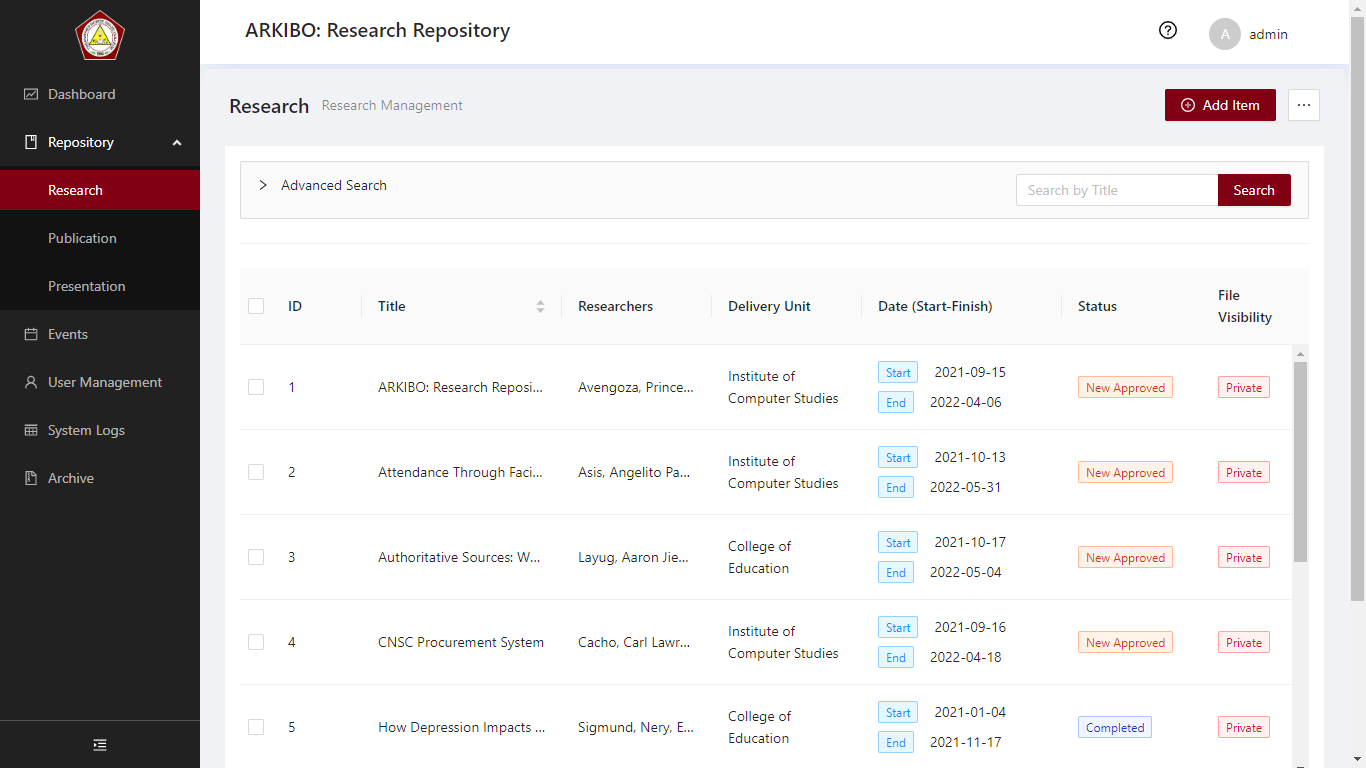 ARKIBO: Research Repository
A
admin
Dashboard
Repository
Research
Publication
Presentation
Events
User Management
System Logs
Archive
Research
Research Management
Add Item
Advanced Search
Search by Title
Search
ID
Title
Researchers
Delivery Unit
Date (Start-Finish)
Status
File
Visibility
1
ARKIBO: Research Reposi...
Avengoza, Prince...
Institute of
Computer Studies
Start 2021-09-15
End 2022-04-06
New Approved
Private
2
Attendance Through Faci...
Asis, Angelito Pa...
Institute of
Computer Studies
Start 2021-10-13
End 2022-05-31
New Approved
Private
3
Authoritative Sources: W...
Layug, Aaron Jie...
College of
Education
Start 2021-10-17
End 2022-05-04
New Approved
Private
4
CNSC Procurement System
Cacho, Carl Lawr...
Institute of
Computer Studies
Start 2021-09-16
End 2022-04-18
New Approved
Private
5
How Depression Impacts ...
Sigmund, Nery, E...
College of
Education
Start 2021-01-04
End 2021-11-17
Completed
Private